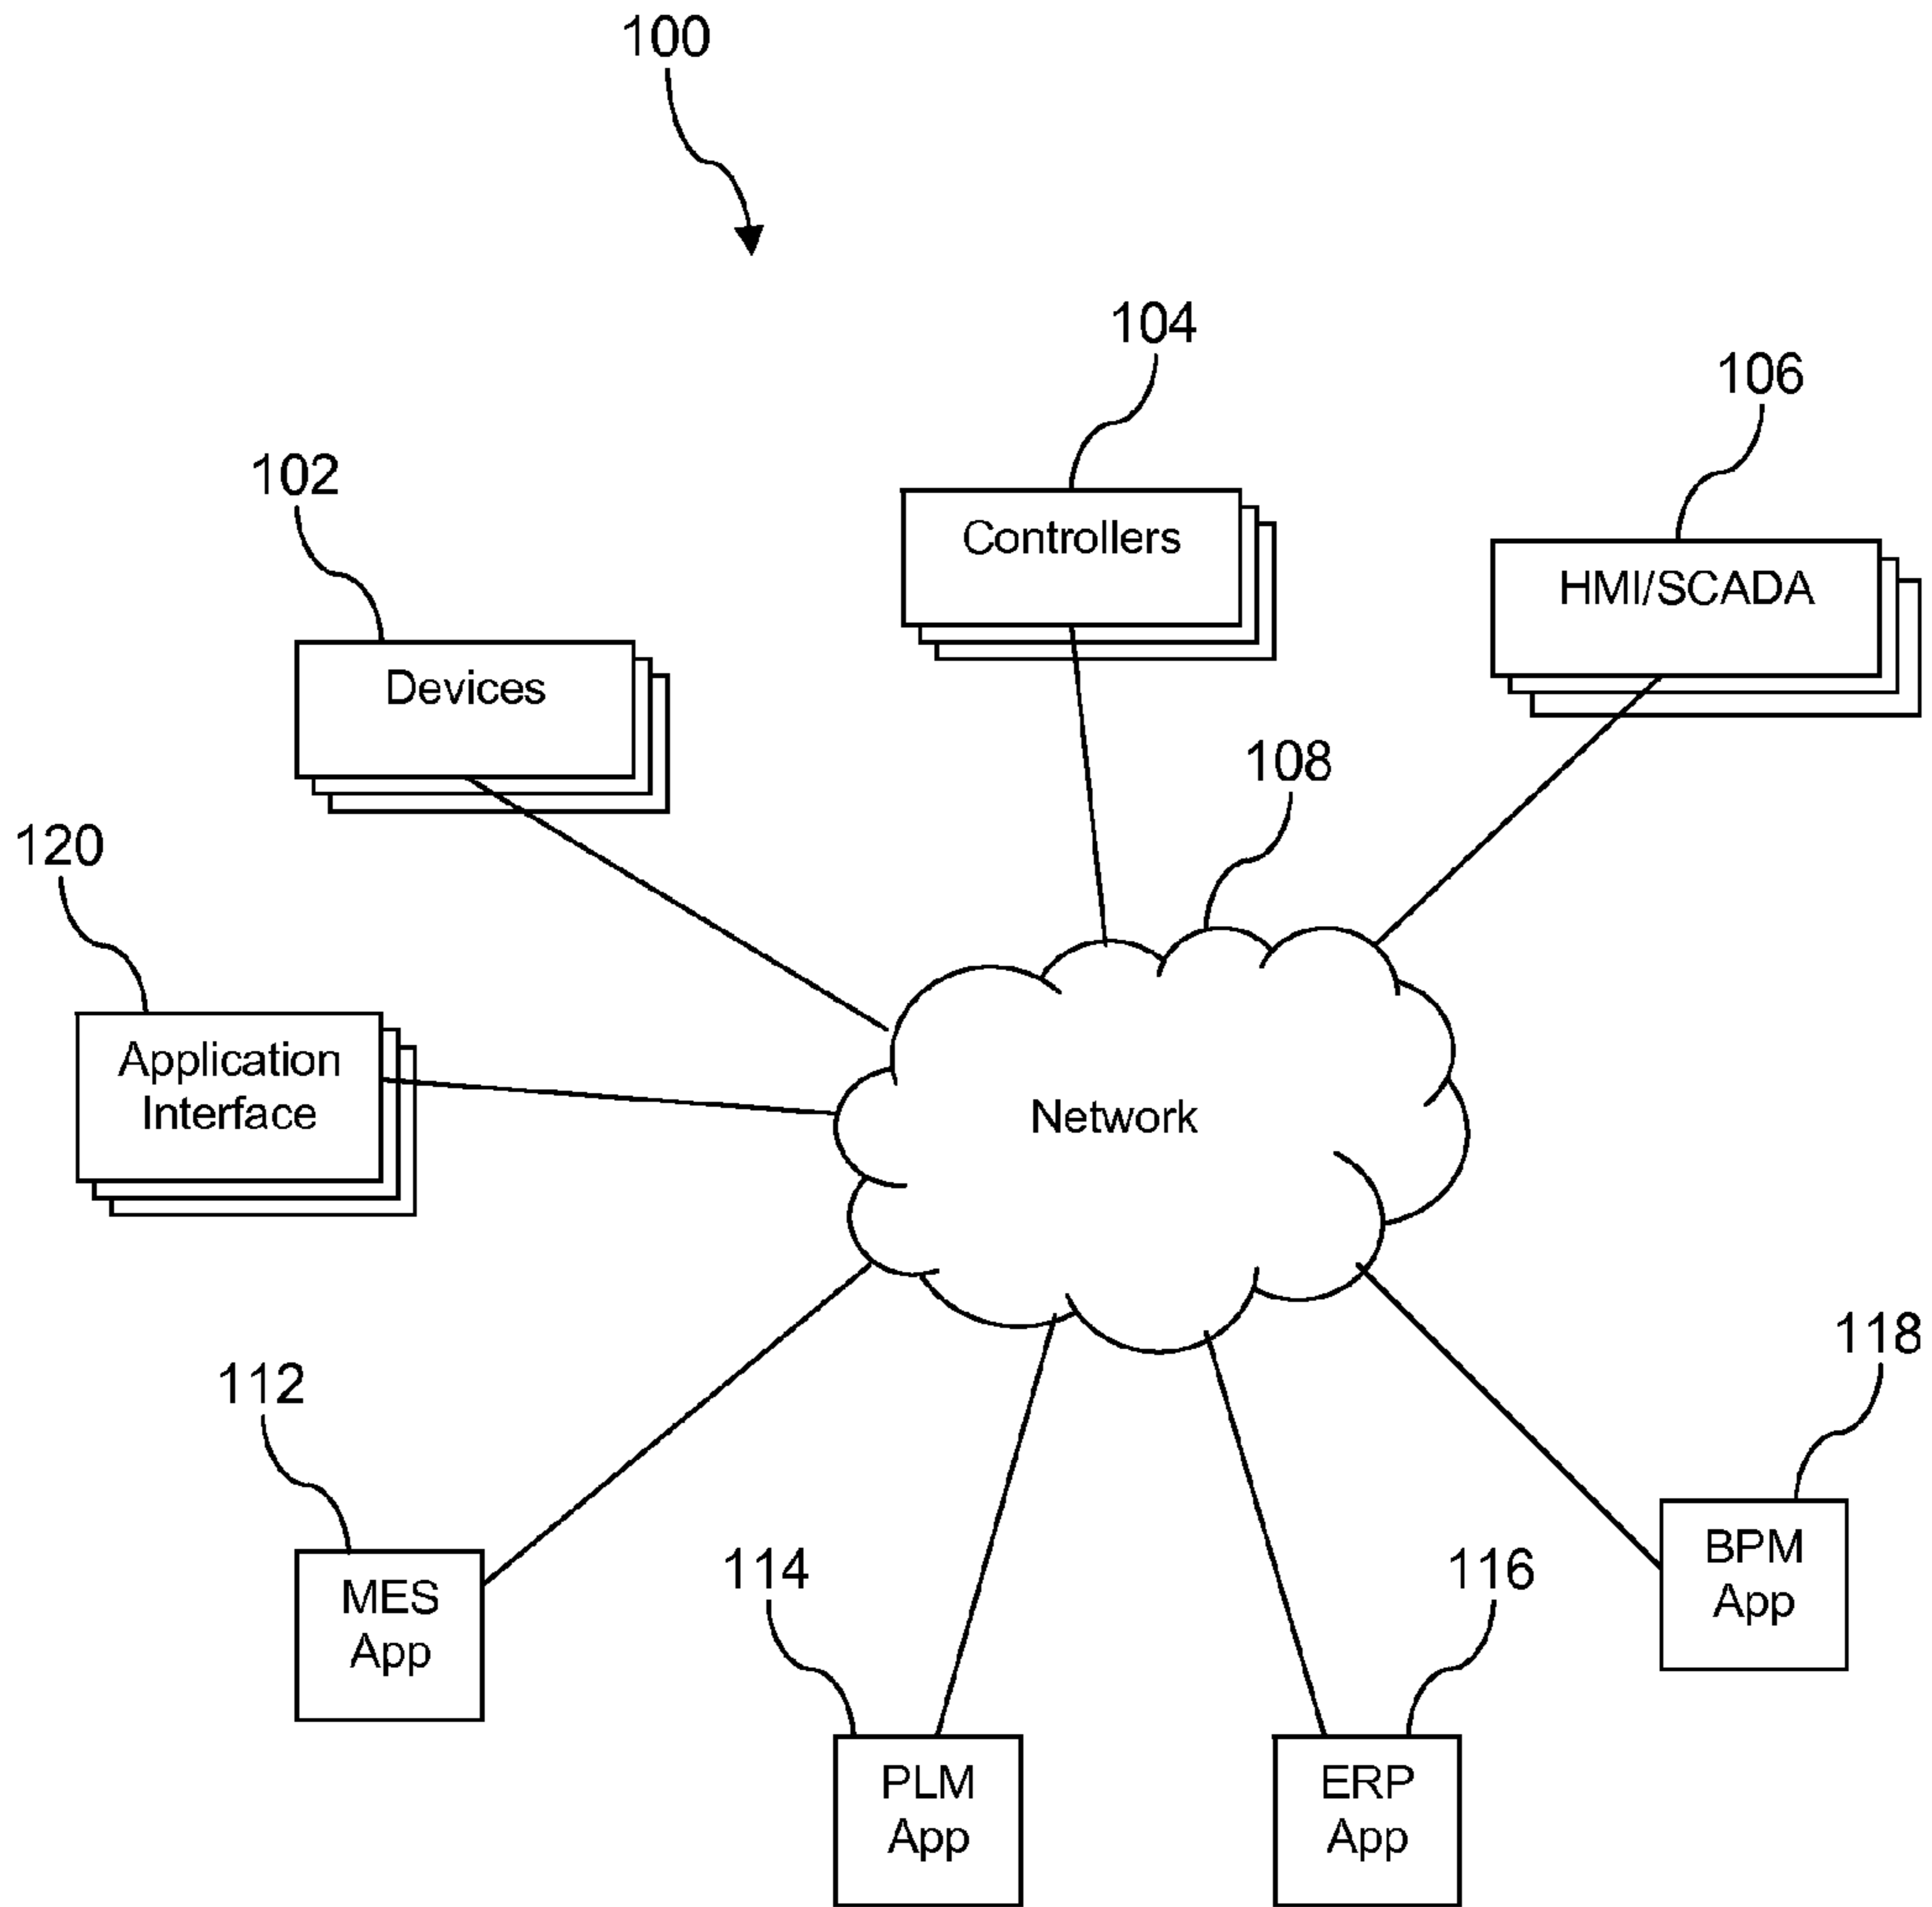 100
104
106
102
Controllers
HMI/SCADA
Devices
108
120
Application
Interface
Network
118
112
BPM
App
114
116
MES
App
PLM
App
ERP
App